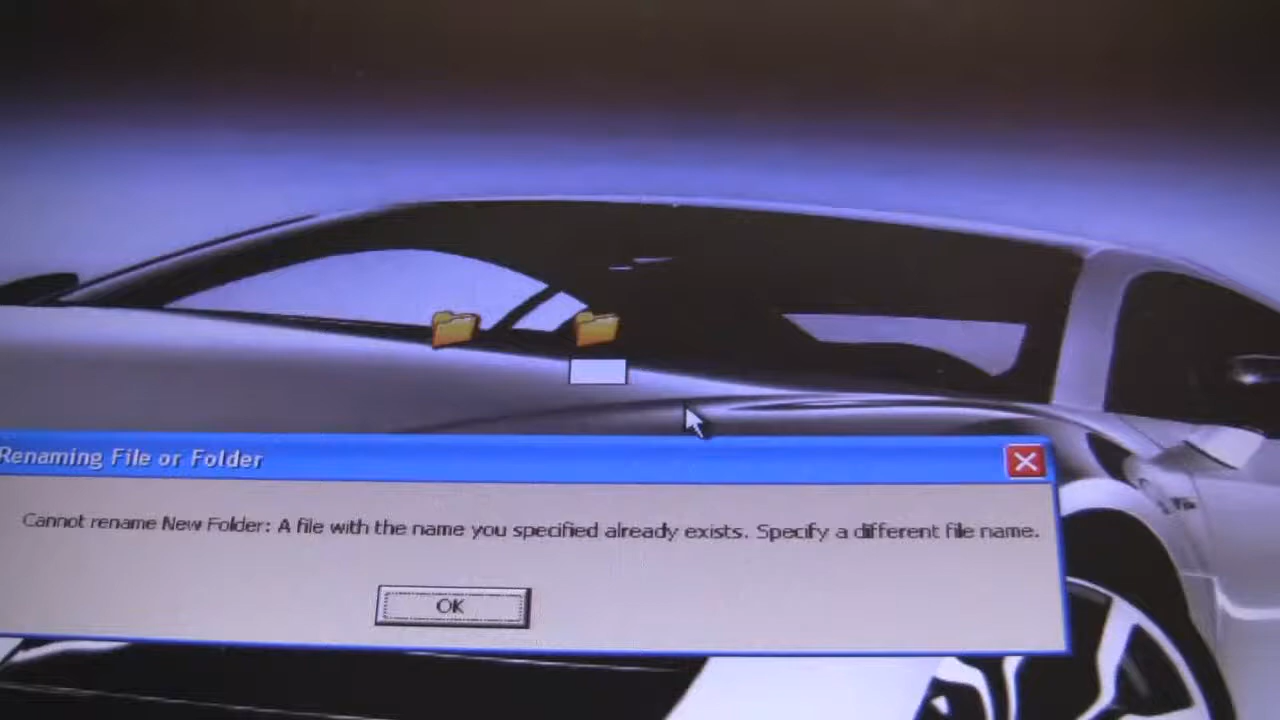 Renaming File or Folder
Cannot rename New Folder: A file with the name you specified already exists. Specify a different file name.
OK